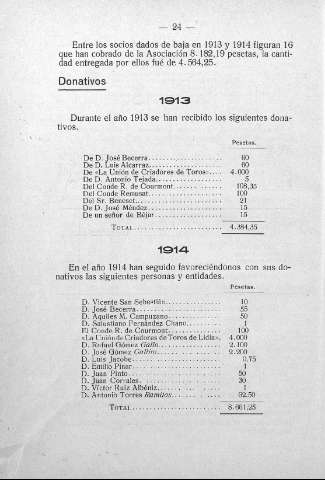 — 24 —
Entre los socios dados de baja en 1913 y 1914 figuran 16
que han cobrado de la Asociación 8.182,19 pesetas, la canti-
dad entregada por ellos fué de 4.564,25.
Donativos
1913
Durante el año 1913 se han recibido los siguientes dona-
tivos.
Pesetas.
De D. José Becerra 60
De D. Luis Alcarraz 60
De «La Unión de Criadores de Toros» 4.000
De D. Antonio Tejada 5
Del Conde R. de Courmont 108,35
Del Conde Renusat 100
Del Sr. Beneset 21
De D. José Méndez 15
De un señor de Béjar 15
TOTAL 4.384,35
1914
En el año 1914 han seguido favoreciéndonos con sus do-
nativos las siguientes personas y entidades.
Pesetas.
D. Vicente San Sebastián 10
D. José Becerra 55
D. Aquiles M. Campuzano 50
D. Salustiano Fernández Chano 1
El Conde R. de Courmont 100
«La Unión de Criadores de Toros de Lidia» 4.000
D. Rafael Gómez Gallo 2.100
D. José Gómez Gallito 2.200
D. Luis Jacobe 0,75
D. Emilio Pinar 1
D. Juan Pinto 50
D. Juan Corrales 30
D. Víctor Ruiz Albéniz 1
D. Antonio Torres 62,50
TOTAL 8.661,25